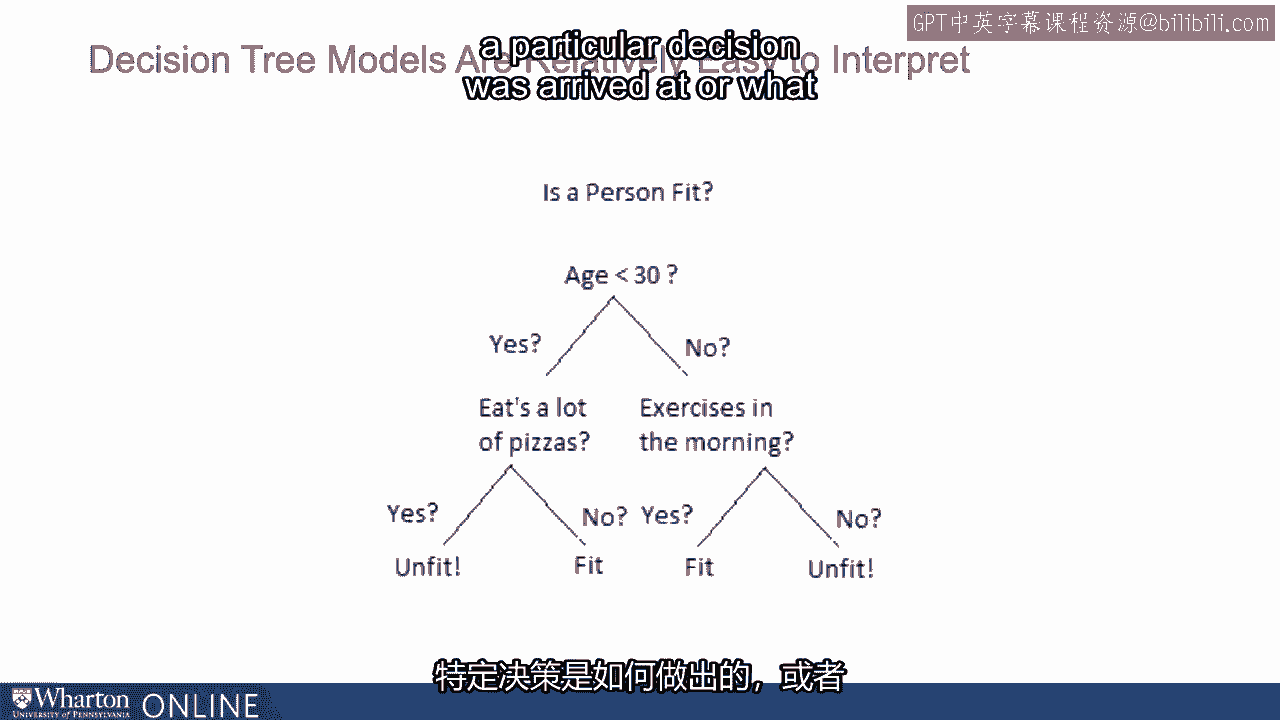 GPT中英字幕课程资源@bilibili.com
Decision Tree Models Are Relatively Easy to Interpret
a particular decision
was arrived at or what
Is a Person Fit?
Age < 30 ?
Yes?
No?
Eat's a lot
of pizzas?
Exercises in
the morning?
Yes?
No?
Yes?
No?
Unfit!
Fit
Fit
Unfit!
特定决策是如何做出的，或者
Wharton
UNIVERSITY of PENNSYLVANIA
ONLINE